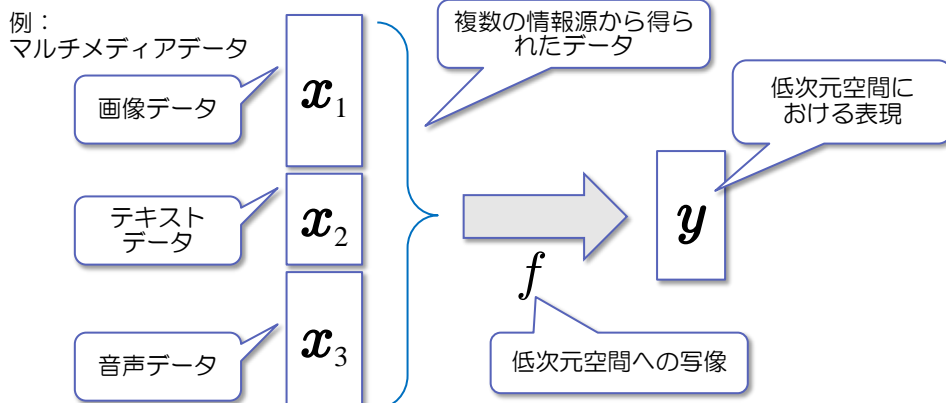 例：
マルチメディアデータ
画像データ
x₁
複数の情報源から得ら
れたデータ
低次元空間に
おける表現
テキスト
データ
x₂
y
f
音声データ
x₃
低次元空間への写像